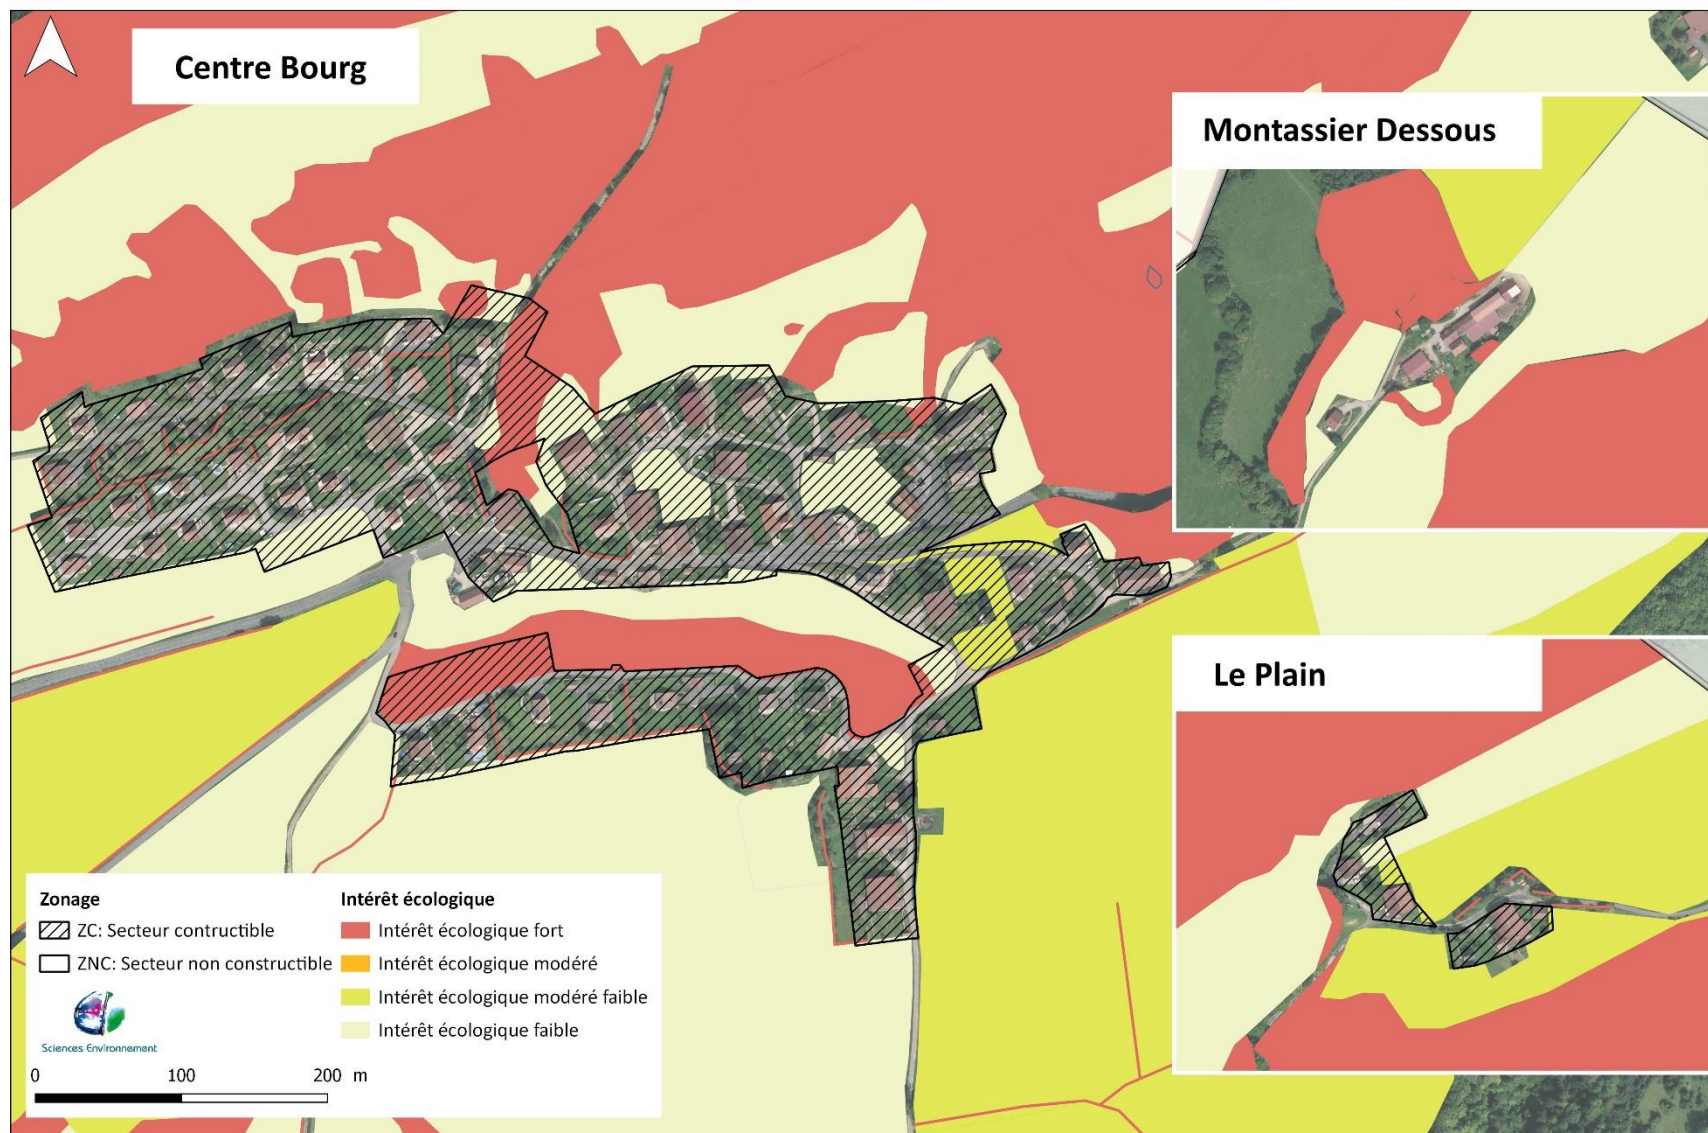 Centre Bourg
Montassier Dessous
Le Plain
Zonage
ZC: Secteur contructible
ZNC: Secteur non constructible
Sciences Environnement
Intérêt écologique
Intérêt écologique fort
Intérêt écologique modéré
Intérêt écologique modéré faible
Intérêt écologique faible
0 100 200 m